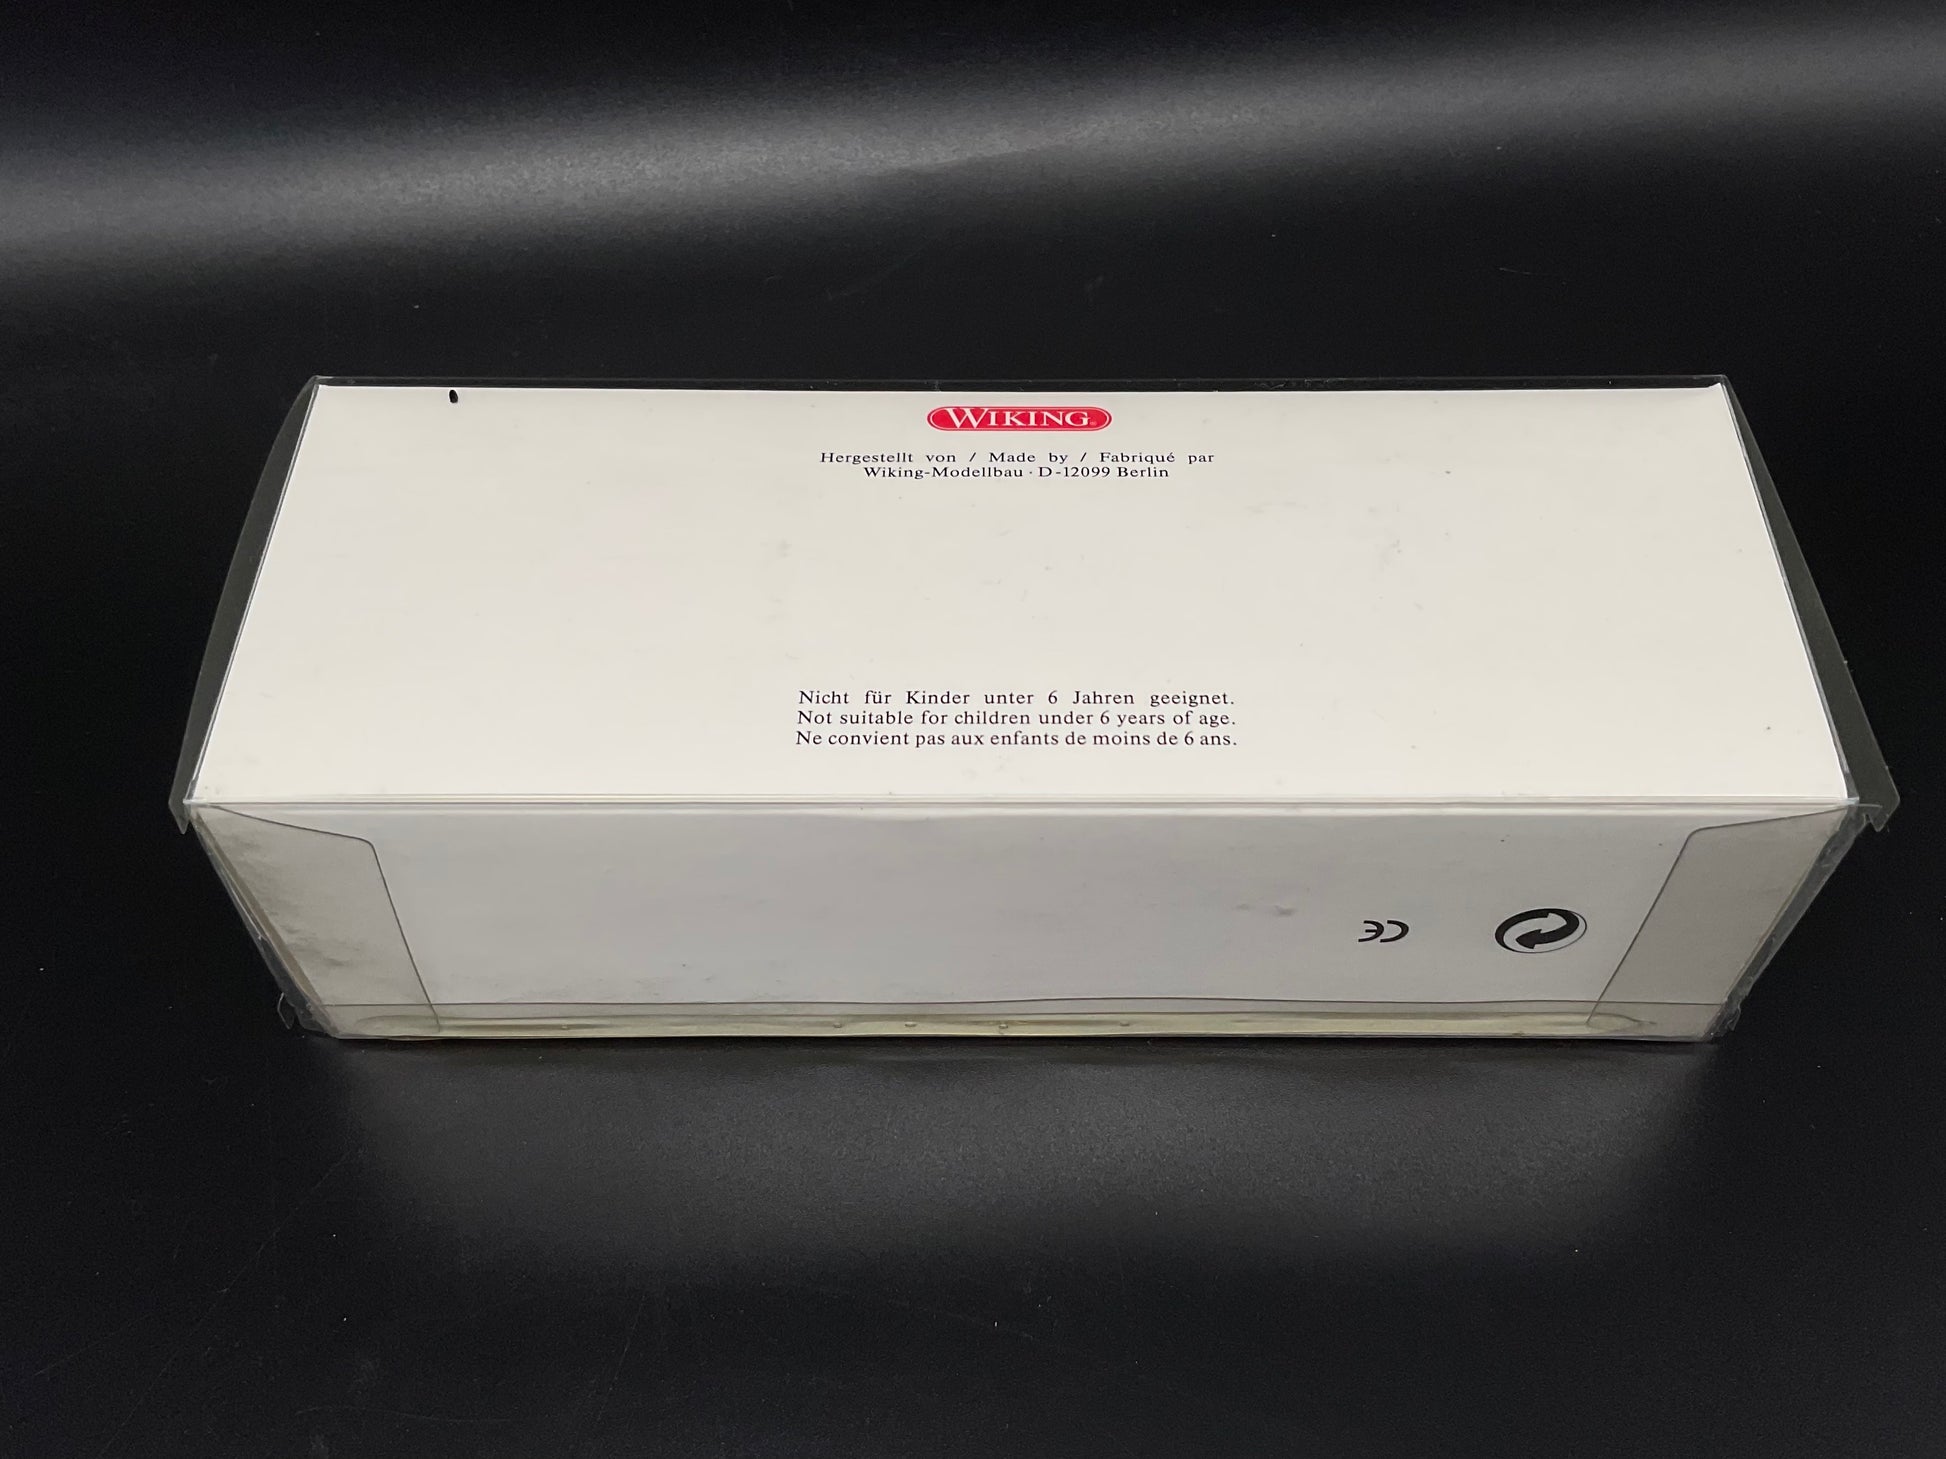 WIKING®
Hergestellt von / Made by / Fabriqué par
Wiking-Modellbau · D-12099 Berlin
Nicht für Kinder unter 6 Jahren geeignet.
Not suitable for children under 6 years of age.
Ne convient pas aux enfants de moins de 6 ans.
CE